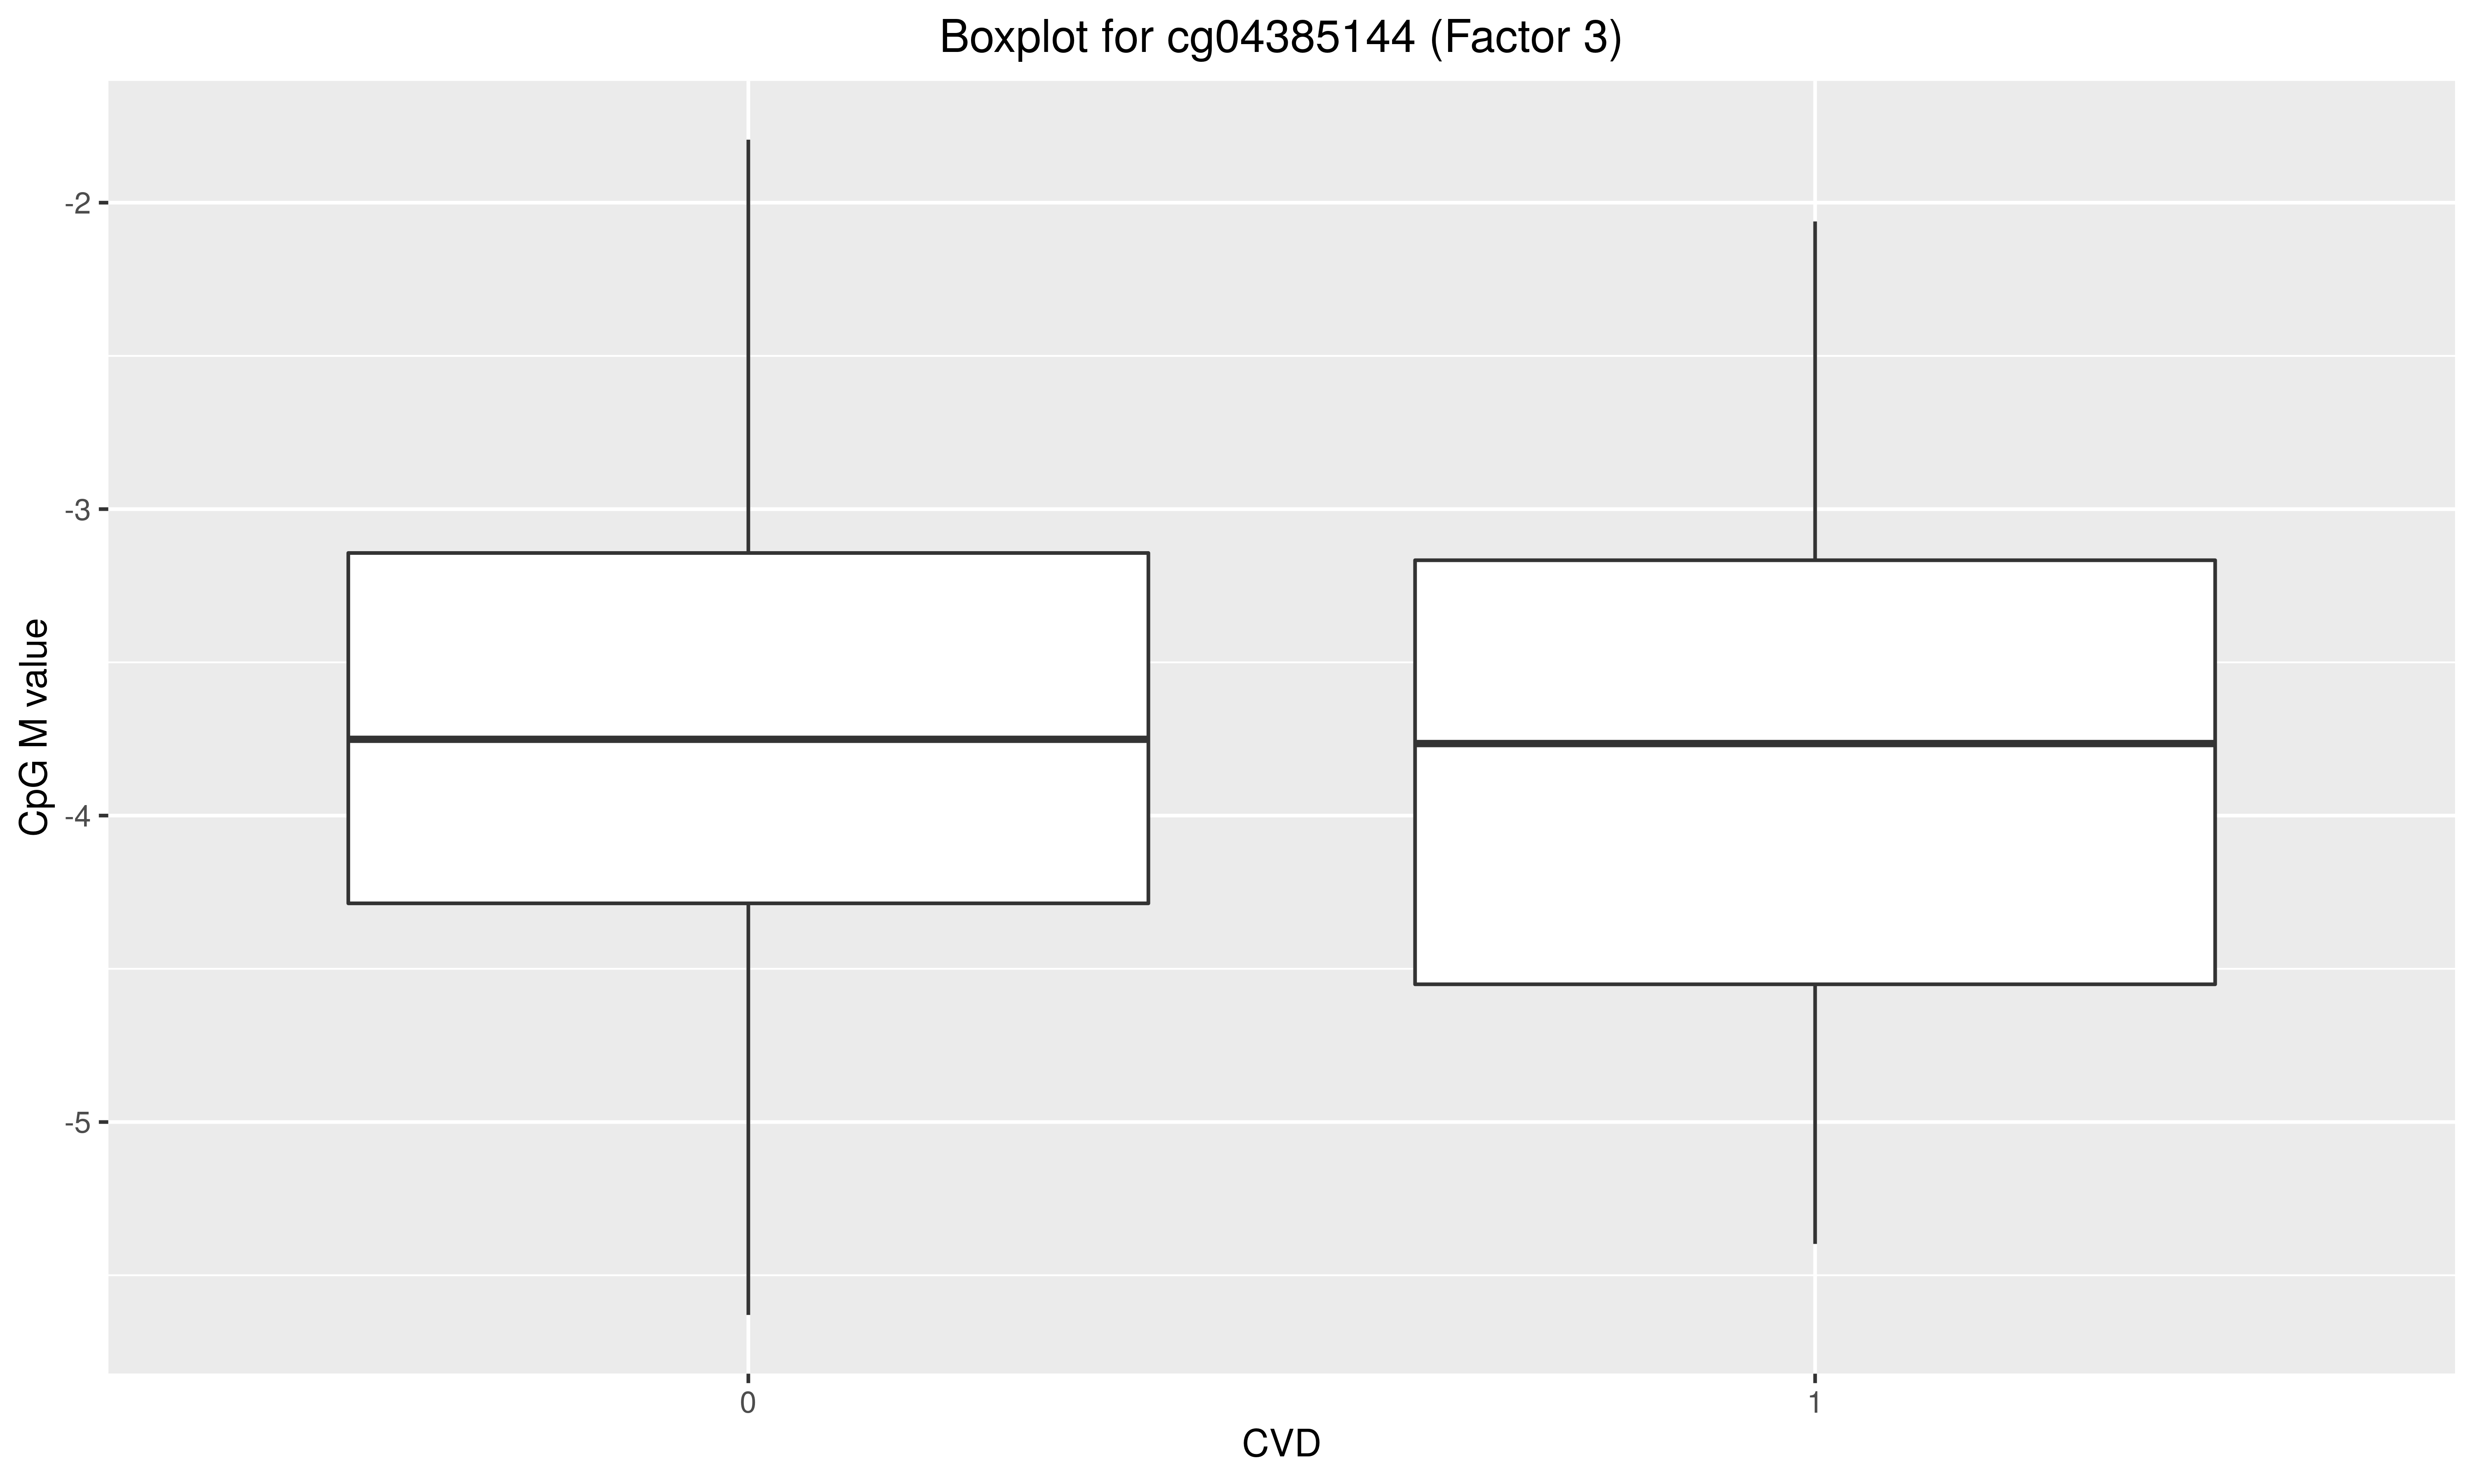 Boxplot for cg04385144 (Factor 3)
CpG M value
-2
-3
-4
-5
0
1
CVD